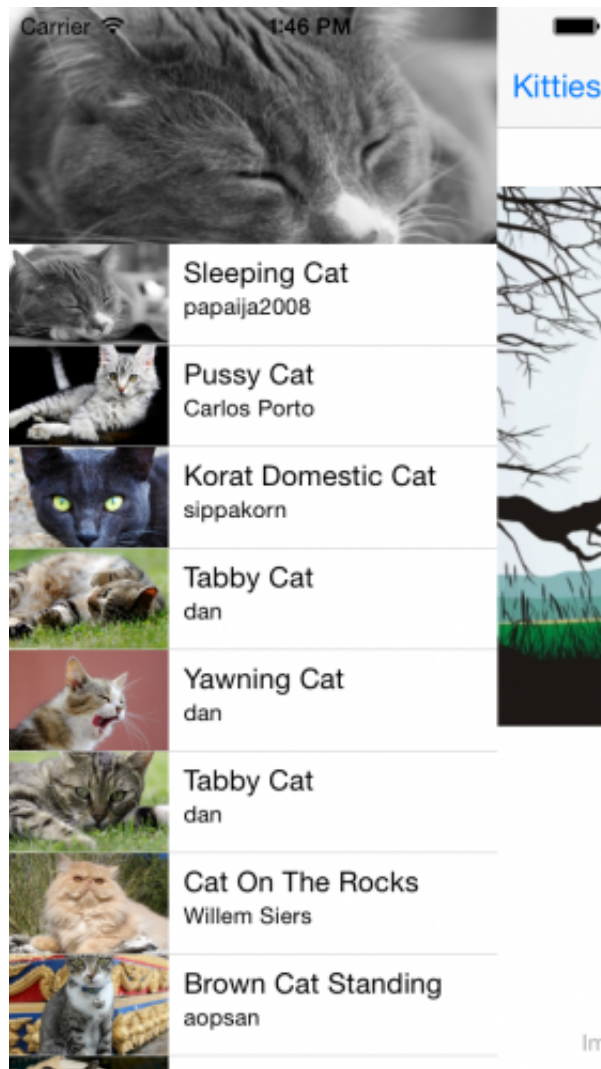 Carrier 1:46 PM
Kitties
Sleeping Cat
papaija2008
Pussy Cat
Carlos Porto
Korat Domestic Cat
sippakorn
Tabby Cat
dan
Yawning Cat
dan
Tabby Cat
dan
Cat On The Rocks
Willem Siers
Brown Cat Standing
aopsan
Im